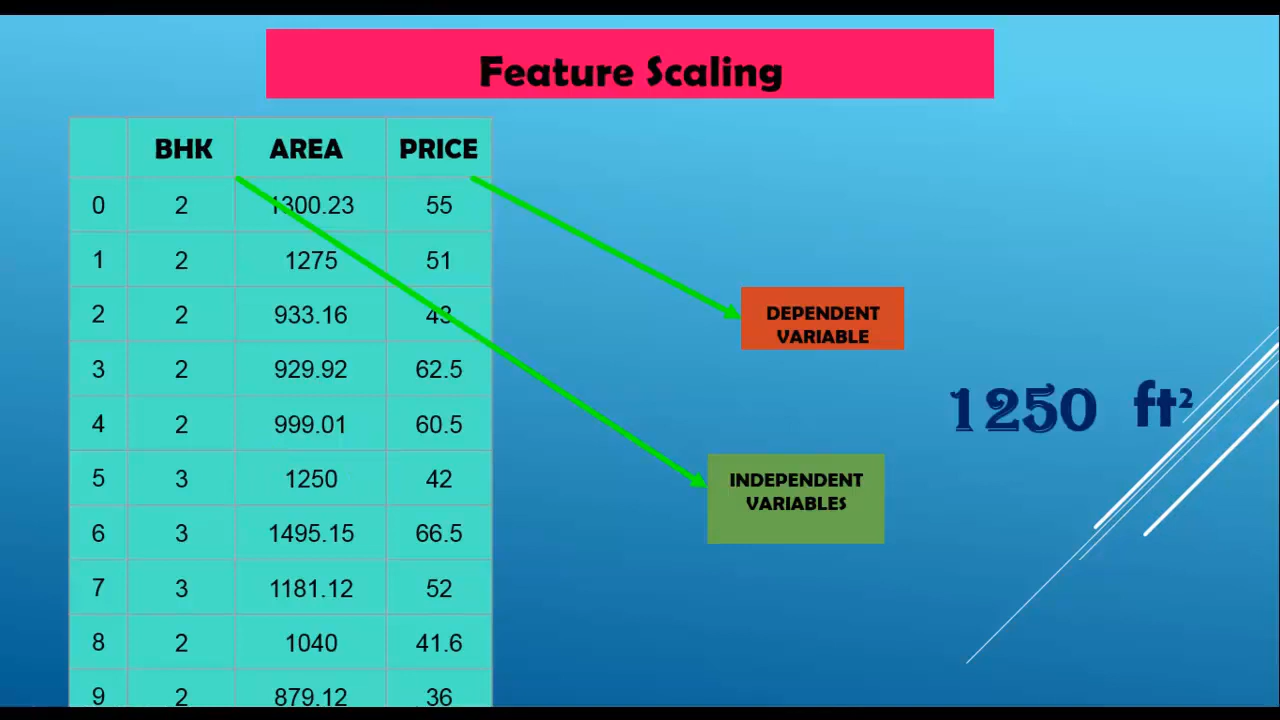 Feature Scaling
BHK AREA PRICE
0 2 1300.23 55
1 2 1275 51
2 2 933.16 43
3 2 929.92 62.5
4 2 999.01 60.5
5 3 1250 42
6 3 1495.15 66.5
7 3 1181.12 52
8 2 1040 41.6
9 2 879.12 36
DEPENDENT
VARIABLE
1250 ft²
INDEPENDENT
VARIABLES